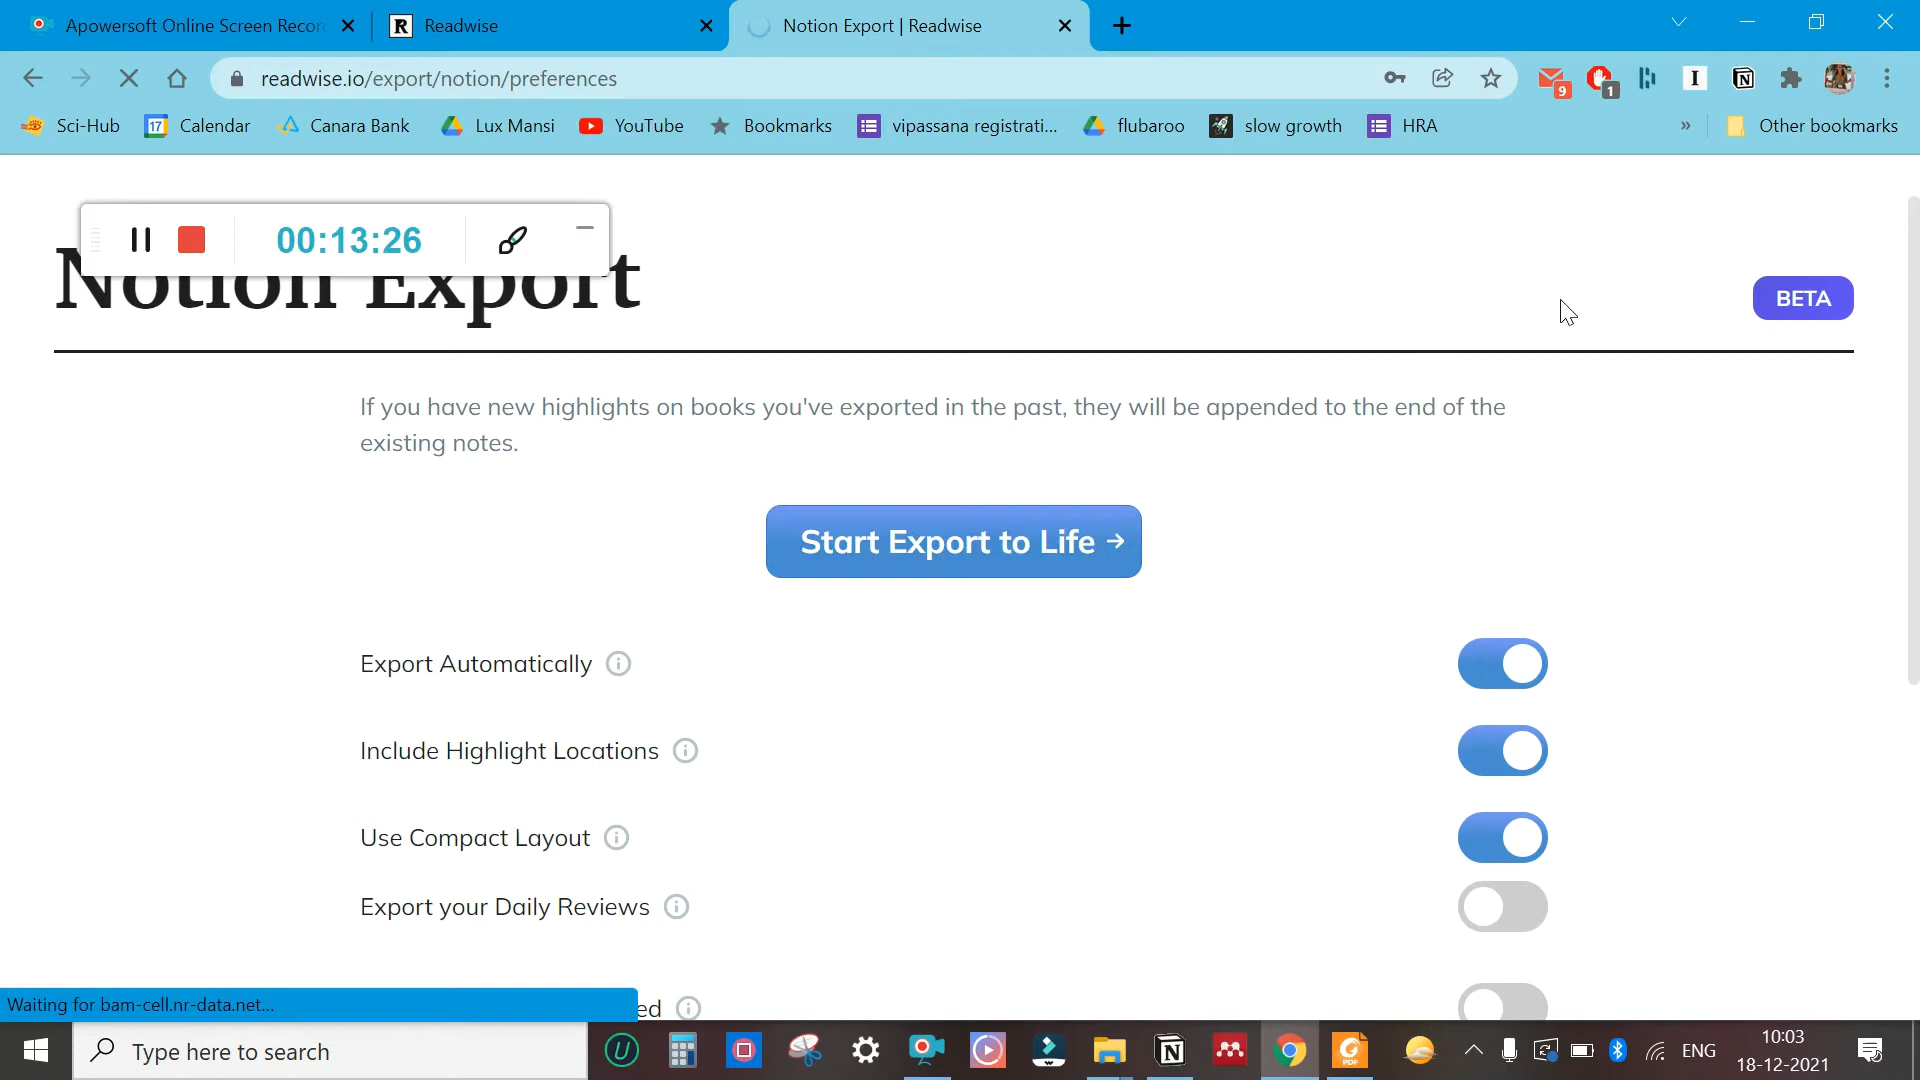 Apowersoft Online Screen Recor
Readwise
Notion Export | Readwise
readwise.io/export/notion/preferences
9
1
Sci-Hub
17
Calendar
Canara Bank
Lux Mansi
YouTube
Bookmarks
vipassana registrati...
flubaroo
slow growth
HRA
»
Other bookmarks
00:13:26
Notion Export
BETA
If you have new highlights on books you've exported in the past, they will be appended to the end of the
existing notes.
Start Export to Life →
Export Automatically
Include Highlight Locations
Use Compact Layout
Export your Daily Reviews
ed
Waiting for bam-cell.nr-data.net...
Type here to search
PDF
ENG
10:03
18-12-2021